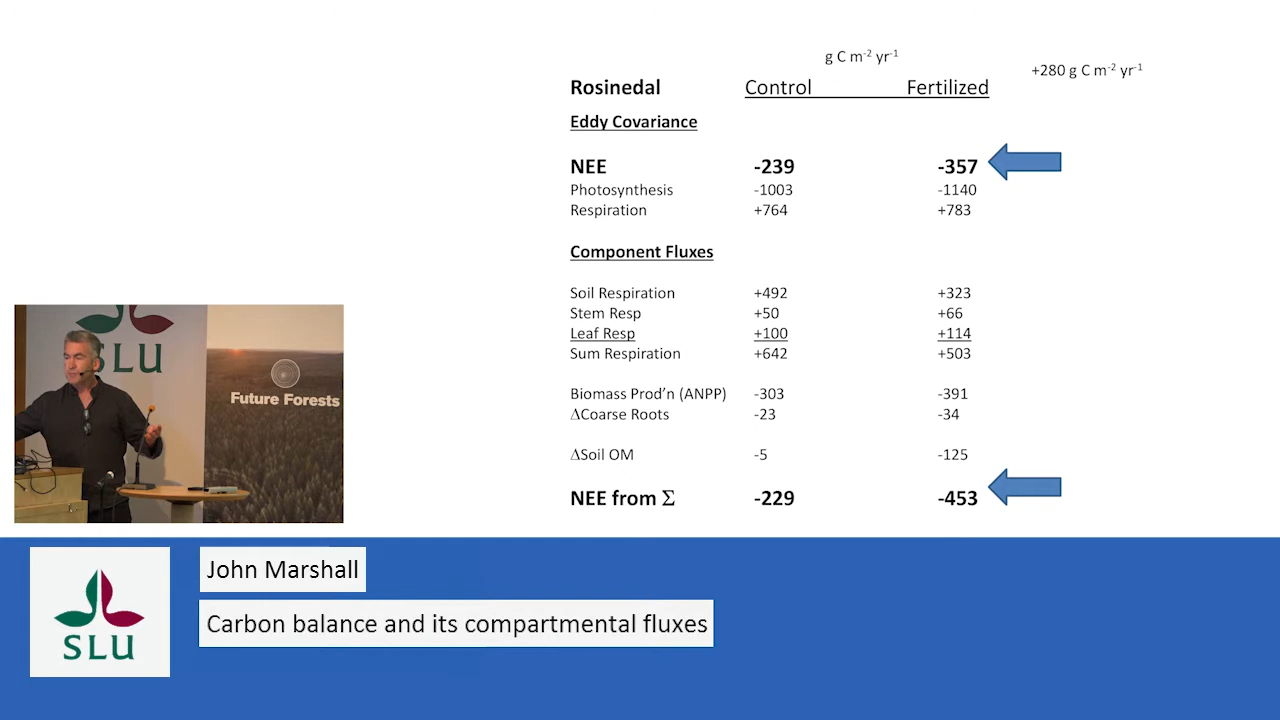 g C m⁻² yr⁻¹
+280 g C m⁻² yr⁻¹
Rosinedal Control Fertilized
Eddy Covariance
NEE -239 -357
Photosynthesis -1003 -1140
Respiration +764 +783
Component Fluxes
Soil Respiration +492 +323
Stem Resp +50 +66
Leaf Resp +100 +114
Sum Respiration +642 +503
Biomass Prod’n (ANPP) -303 -391
ΔCoarse Roots -23 -34
ΔSoil OM -5 -125
NEE from Σ -229 -453
SLU
Future Forests
SLU
John Marshall
Carbon balance and its compartmental fluxes